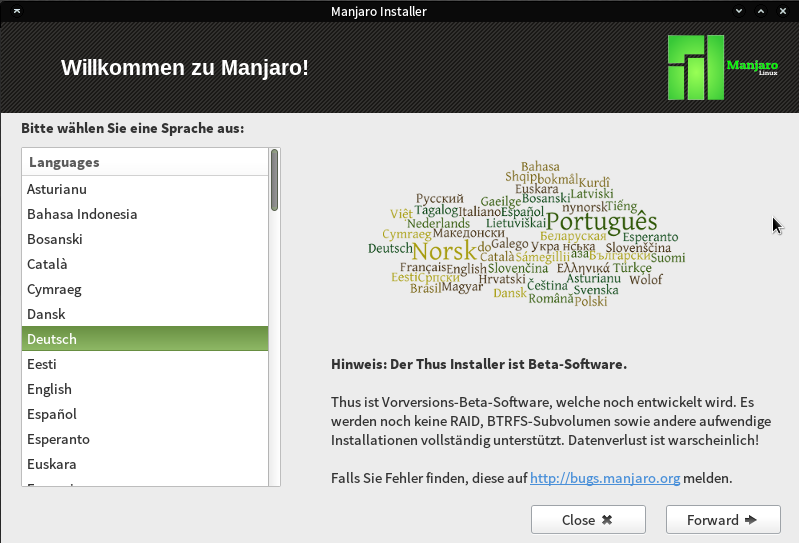 Manjaro Installer
Willkommen zu Manjaro!
Manjaro
Linux
Bitte wählen Sie eine Sprache aus:
Languages
Asturianu
Bahasa Indonesia
Bosanski
Català
Cymraeg
Dansk
Deutsch
Eesti
English
Español
Esperanto
Euskara
Bahasa
Shqip bokmål Kurdî
Euskara Latviski
Русский Gaeilge Bosanski nynorsk Tiếng
Việt Tagalog Italiano Español Português
Nederlands Lietuviškai
Cymraeg Македонски Беларуская Esperanto
Deutsch Norsk do Galego Українська Slovenščina
Català Sámegillii asa Български Suomi
Français English Slovenčina Ελληνικά Türkçe
Eesti Српски Hrvatski Asturianu Wolof
Brasil Magyar Čeština Svenska
Dansk Română Polski
Hinweis: Der Thus Installer ist Beta-Software.
Thus ist Vorversions-Beta-Software, welche noch entwickelt wird. Es
werden noch keine RAID, BTRFS-Subvolumen sowie andere aufwendige
Installationen vollständig unterstützt. Datenverlust ist warscheinlich!
Falls Sie Fehler finden, diese auf http://bugs.manjaro.org melden.
Close
Forward